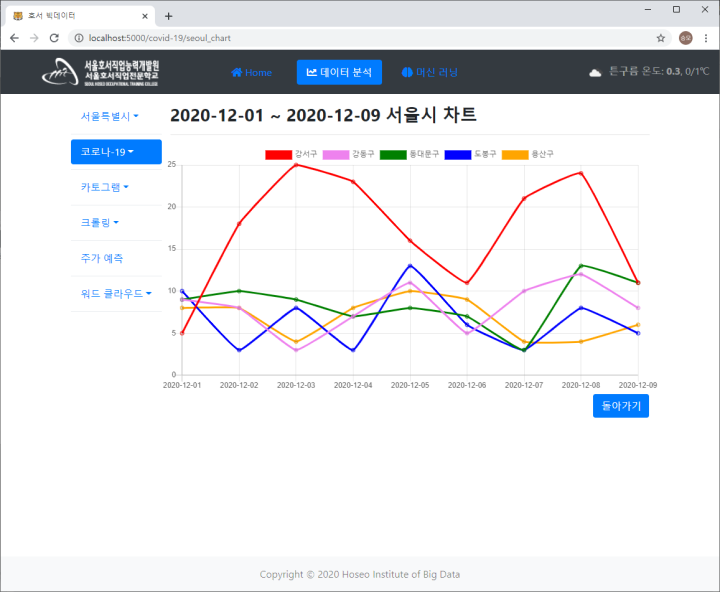 호서 빅데이터
localhost:5000/covid-19/seoul_chart
서울호서직업능력개발원
서울호서직업전문학교
SEOUL HOSEO OCCUPATIONAL TRAINING COLLEGE
Home
데이터 분석
머신 러닝
튼구름 온도: 0.3, 0/1℃
서울특별시
코로나-19
카토그램
크롤링
주가 예측
워드 클라우드
2020-12-01 ~ 2020-12-09 서울시 차트
강서구 강동구 동대문구 도봉구 용산구
25
20
15
10
5
0
2020-12-01 2020-12-02 2020-12-03 2020-12-04 2020-12-05 2020-12-06 2020-12-07 2020-12-08 2020-12-09
돌아가기
Copyright © 2020 Hoseo Institute of Big Data